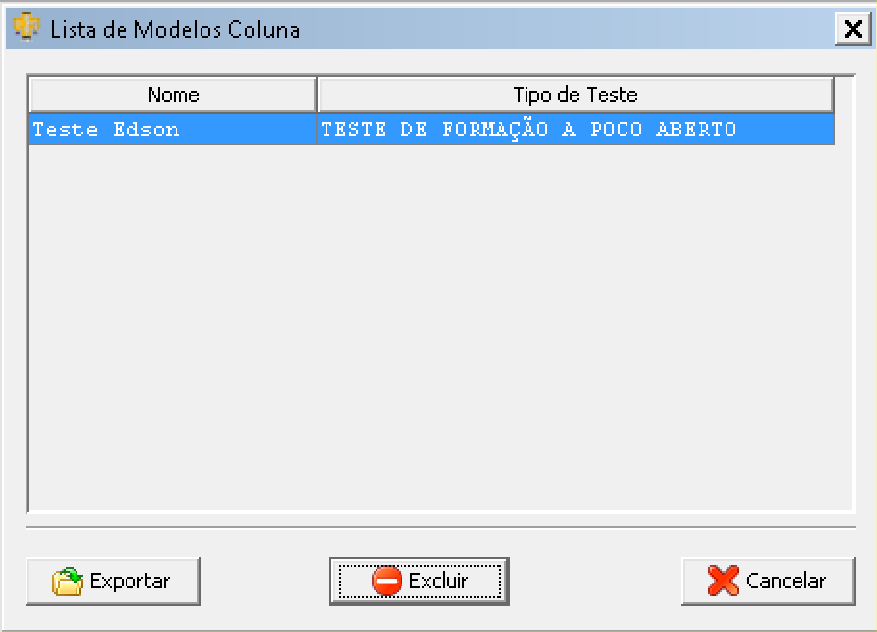 Lista de Modelos Coluna
Nome Tipo de Teste
Teste Edson TESTE DE FORMAÇÃO A POCO ABERTO
Exportar Excluir Cancelar